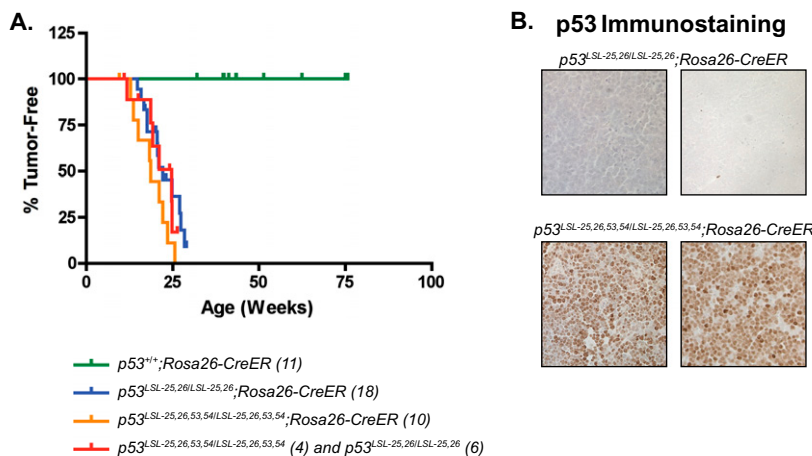 A.
125
100
75
50
25
0
% Tumor-Free
0 25 50 75 100
Age (Weeks)
p53+/+;Rosa26-CreER (11)
p53LSL-25,26/LSL-25,26;Rosa26-CreER (18)
p53LSL-25,26,53,54/LSL-25,26,53,54;Rosa26-CreER (10)
p53LSL-25,26,53,54/LSL-25,26,53,54 (4) and p53LSL-25,26/LSL-25,26 (6)
B. p53 Immunostaining
p53LSL-25,26/LSL-25,26;Rosa26-CreER
p53LSL-25,26,53,54/LSL-25,26,53,54;Rosa26-CreER